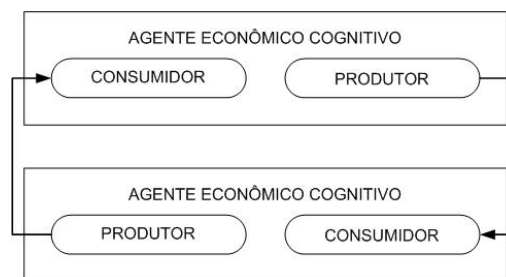 AGENTE ECONÔMICO COGNITIVO
CONSUMIDOR
PRODUTOR
AGENTE ECONÔMICO COGNITIVO
PRODUTOR
CONSUMIDOR